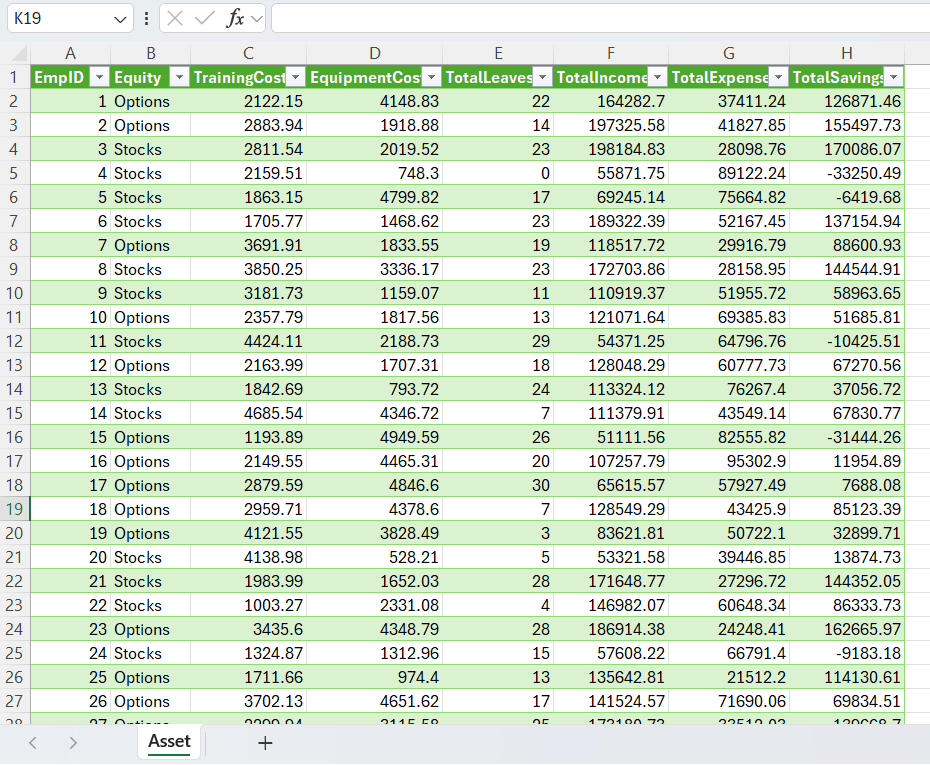 K19 fx
A B C D E F G H
1 EmpID Equity TrainingCost EquipmentCos TotalLeaves TotalIncome TotalExpense TotalSavings
2 1 Options 2122.15 4148.83 22 164282.7 37411.24 126871.46
3 2 Options 2883.94 1918.88 14 197325.58 41827.85 155497.73
4 3 Stocks 2811.54 2019.52 23 198184.83 28098.76 170086.07
5 4 Stocks 2159.51 748.3 0 55871.75 89122.24 -33250.49
6 5 Stocks 1863.15 4799.82 17 69245.14 75664.82 -6419.68
7 6 Stocks 1705.77 1468.62 23 189322.39 52167.45 137154.94
8 7 Options 3691.91 1833.55 19 118517.72 29916.79 88600.93
9 8 Stocks 3850.25 3336.17 23 172703.86 28158.95 144544.91
10 9 Stocks 3181.73 1159.07 11 110919.37 51955.72 58963.65
11 10 Options 2357.79 1817.56 13 121071.64 69385.83 51685.81
12 11 Stocks 4424.11 2188.73 29 54371.25 64796.76 -10425.51
13 12 Options 2163.99 1707.31 18 128048.29 60777.73 67270.56
14 13 Stocks 1842.69 793.72 24 113324.12 76267.4 37056.72
15 14 Stocks 4685.54 4346.72 7 111379.91 43549.14 67830.77
16 15 Options 1193.89 4949.59 26 51111.56 82555.82 -31444.26
17 16 Options 2149.55 4465.31 20 107257.79 95302.9 11954.89
18 17 Options 2879.59 4846.6 30 65615.57 57927.49 7688.08
19 18 Options 2959.71 4378.6 7 128549.29 43425.9 85123.39
20 19 Options 4121.55 3828.49 3 83621.81 50722.1 32899.71
21 20 Stocks 4138.98 528.21 5 53321.58 39446.85 13874.73
22 21 Stocks 1983.99 1652.03 28 171648.77 27296.72 144352.05
23 22 Stocks 1003.27 2331.08 4 146982.07 60648.34 86333.73
24 23 Options 3435.6 4348.79 28 186914.38 24248.41 162665.97
25 24 Stocks 1324.87 1312.96 15 57608.22 66791.4 -9183.18
26 25 Options 1711.66 974.4 13 135642.81 21512.2 114130.61
27 26 Options 3702.13 4651.62 17 141524.57 71690.06 69834.51
28 27 Options
Asset